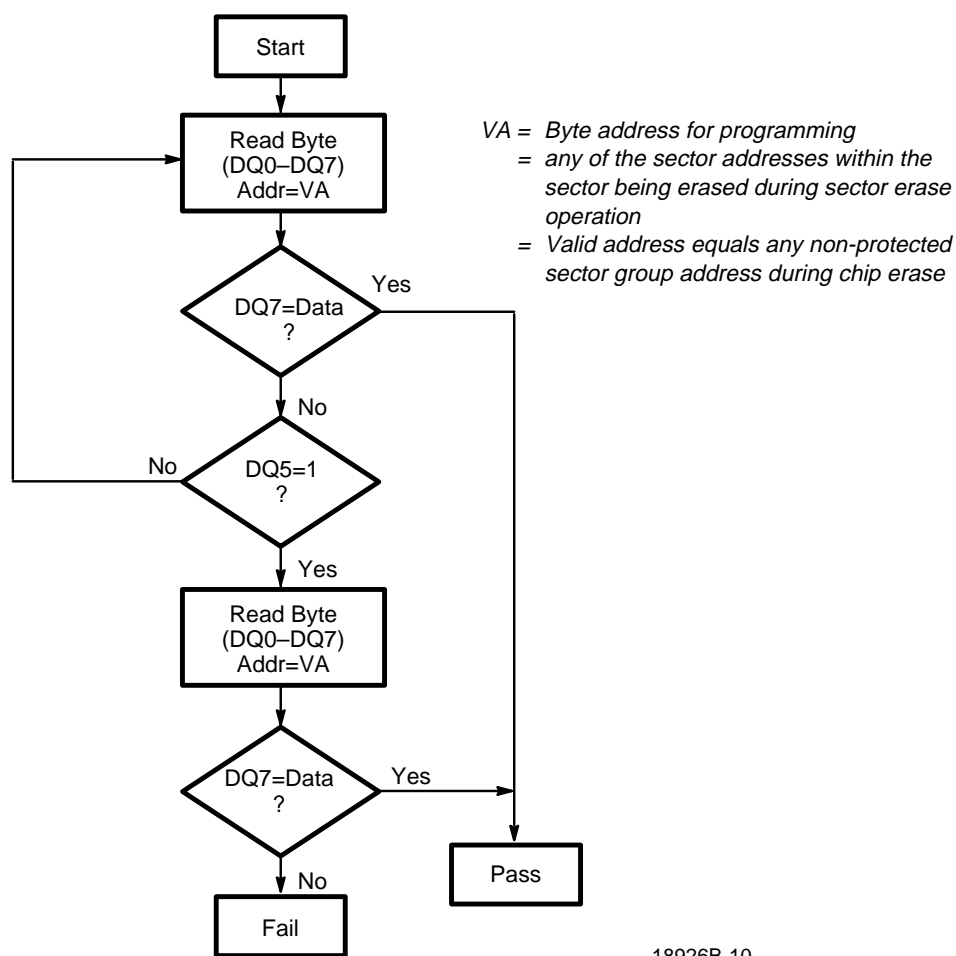 Start
Read Byte
(DQ0–DQ7)
Addr=VA
VA = Byte address for programming
= any of the sector addresses within the
sector being erased during sector erase
operation
= Valid address equals any non-protected
sector group address during chip erase
DQ7=Data
?
Yes
No
DQ5=1
?
No
Yes
Read Byte
(DQ0–DQ7)
Addr=VA
DQ7=Data
?
Yes
No
Pass
Fail
18926B-10